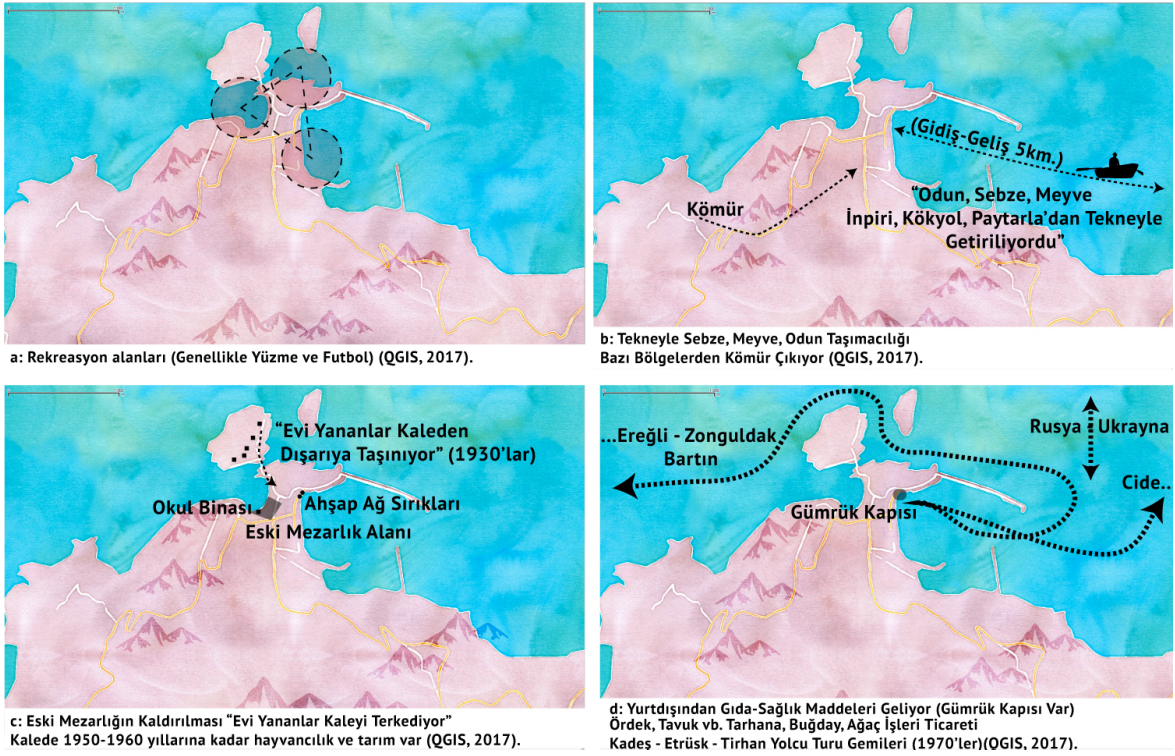 a: Rekreasyon alanları (Genellikle Yüzme ve Futbol) (QGIS, 2017).
(Gidiş-Geliş 5km.)
Kömür
“Odun, Sebze, Meyve
İnpiri, Kökyol, Paytarla’dan Tekneyle
Getiriliyordu”
b: Tekneyle Sebze, Meyve, Odun Taşımacılığı
Bazı Bölgelerden Kömür Çıkıyor (QGIS, 2017).
“Evi Yananlar Kaleden
Dışarıya Taşınıyor” (1930’lar)
Okul Binası
Ahşap Ağ Sırıkları
Eski Mezarlık Alanı
c: Eski Mezarlığın Kaldırılması “Evi Yananlar Kaleyi Terkediyor”
Kalede 1950-1960 yıllarına kadar hayvancılık ve tarım var (QGIS, 2017).
...Ereğli - Zonguldak
Bartın
Rusya
Ukrayna
Cide..
Gümrük Kapısı
d: Yurtdışından Gıda-Sağlık Maddeleri Geliyor (Gümrük Kapısı Var)
Ördek, Tavuk vb. Tarhana, Buğday, Ağaç İşleri Ticareti
Kadeş - Etrüsk - Tirhan Yolcu Turu Gemileri (1970’ler)(QGIS, 2017).